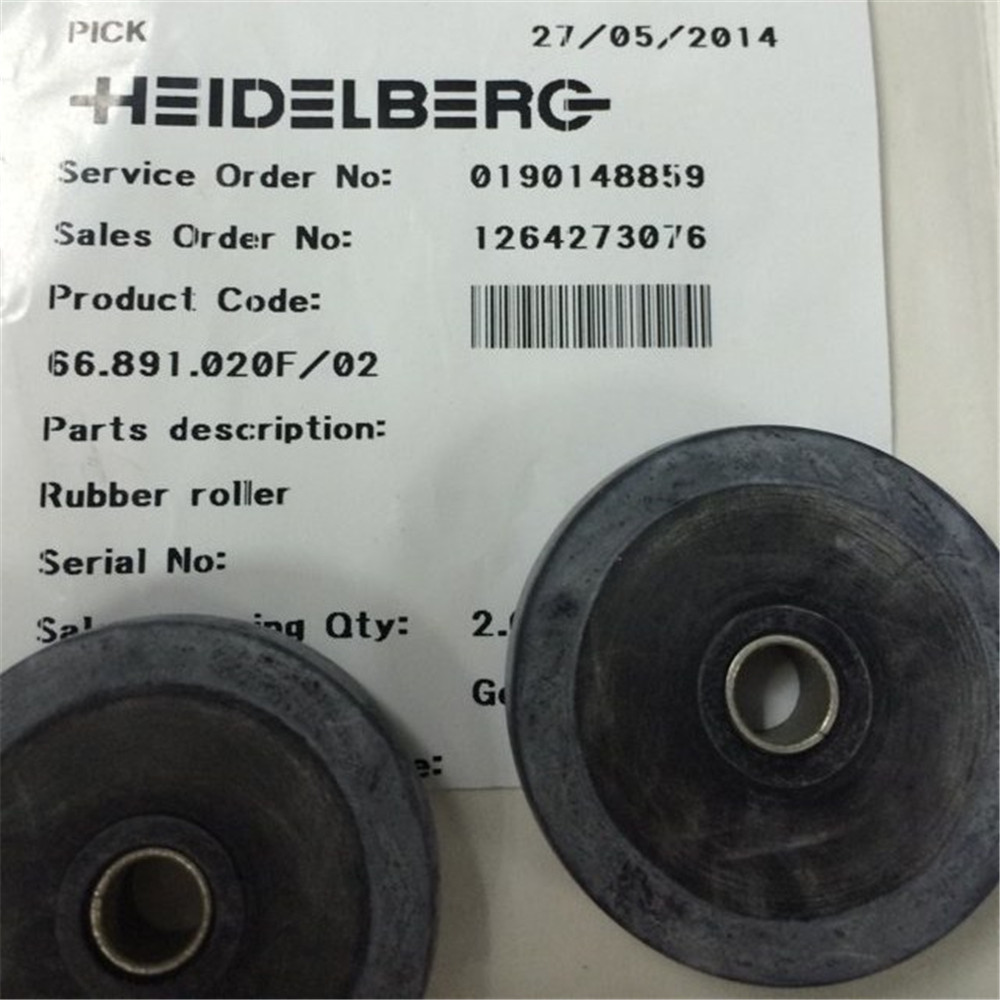 PICK 27/05/2014
HEIDELBERG
Service Order No: 0190148859
Sales Order No: 1264273076
Product Code:
66.891.020F/02
Parts description:
Rubber roller
Serial No:
Qty: 2.